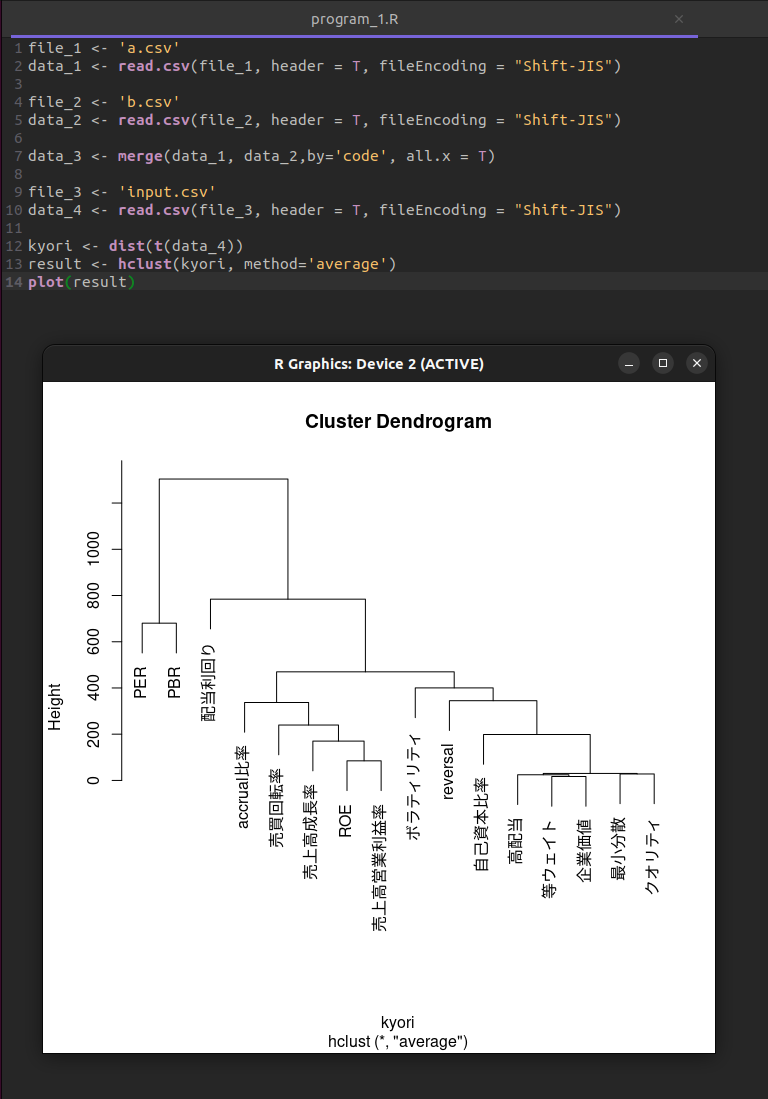 program_1.R ×
1 file_1 <- 'a.csv'
2 data_1 <- read.csv(file_1, header = T, fileEncoding = "Shift-JIS")
3
4 file_2 <- 'b.csv'
5 data_2 <- read.csv(file_2, header = T, fileEncoding = "Shift-JIS")
6
7 data_3 <- merge(data_1, data_2,by='code', all.x = T)
8
9 file_3 <- 'input.csv'
10 data_4 <- read.csv(file_3, header = T, fileEncoding = "Shift-JIS")
11
12 kyori <- dist(t(data_4))
13 result <- hclust(kyori, method='average')
14 plot(result)
R Graphics: Device 2 (ACTIVE)
Cluster Dendrogram
Height
1000
800
600
400
200
0
PER
PBR
配当利回り
accrual比率
売買回転率
売上高成長率
ROE
売上高営業利益率
ボラティリティ
reversal
自己資本比率
高配当
等ウェイト
企業価値
最小分散
クオリティ
kyori
hclust (*, "average")